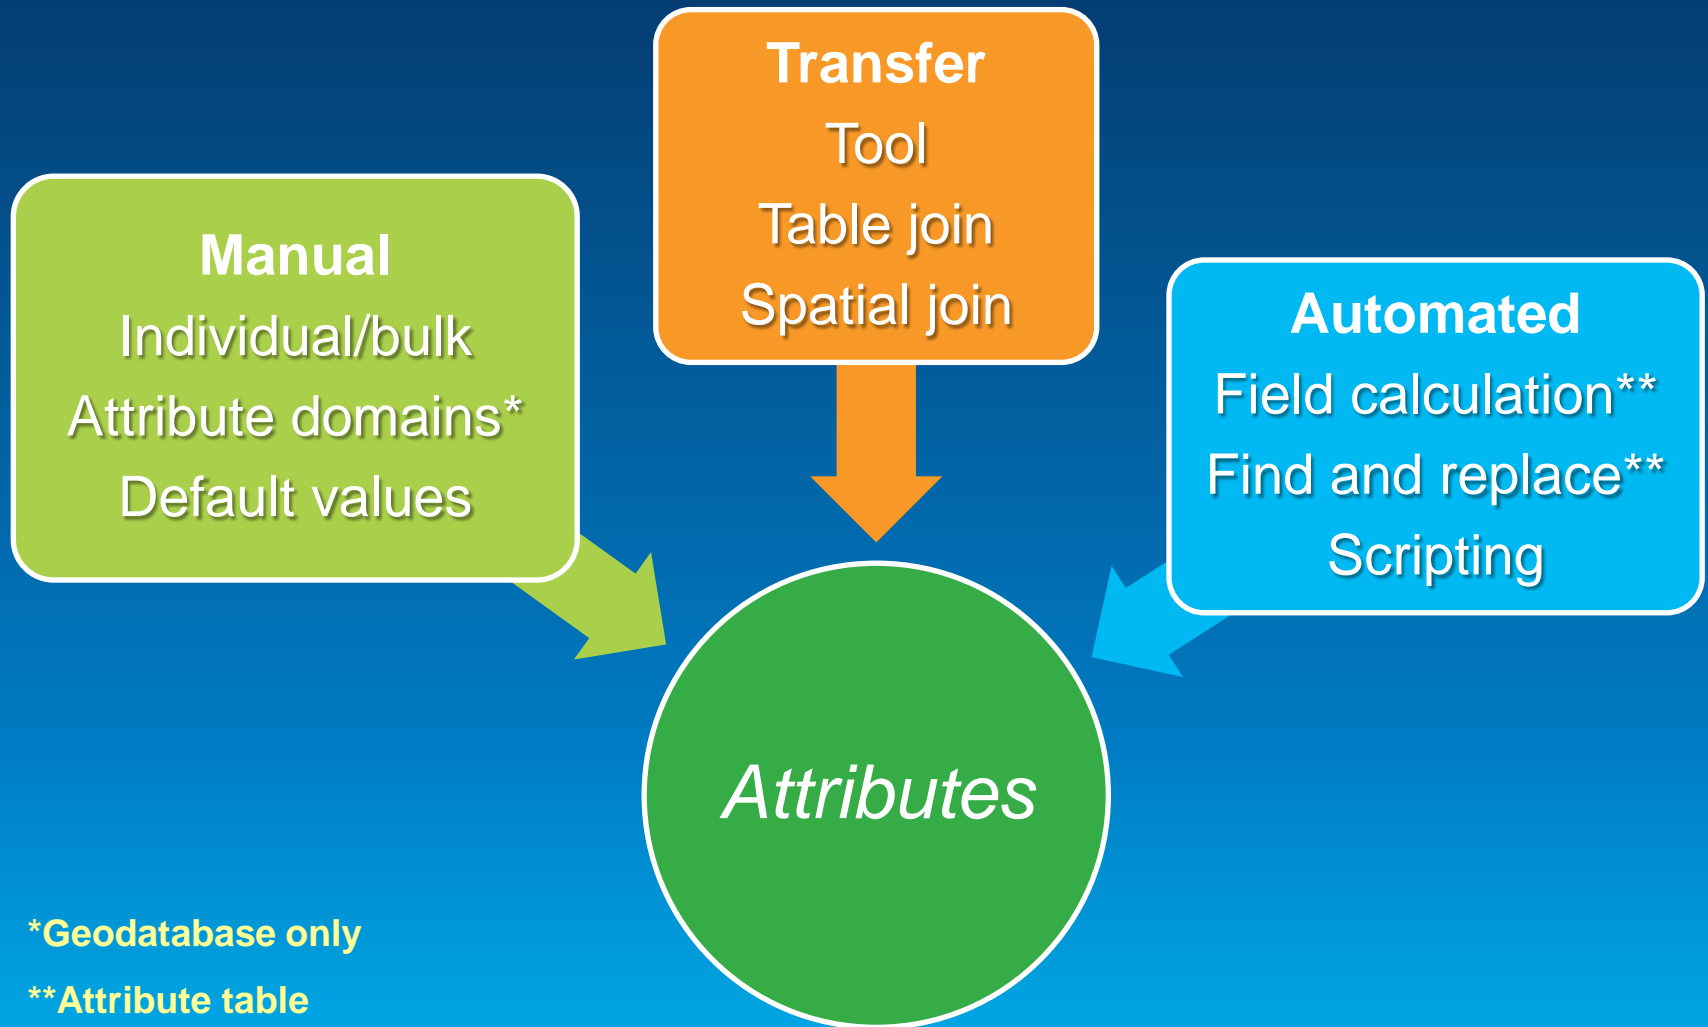 Transfer
Tool
Table join
Spatial join
Manual
Individual/bulk
Attribute domains*
Default values
Automated
Field calculation**
Find and replace**
Scripting
Attributes
*Geodatabase only
**Attribute table